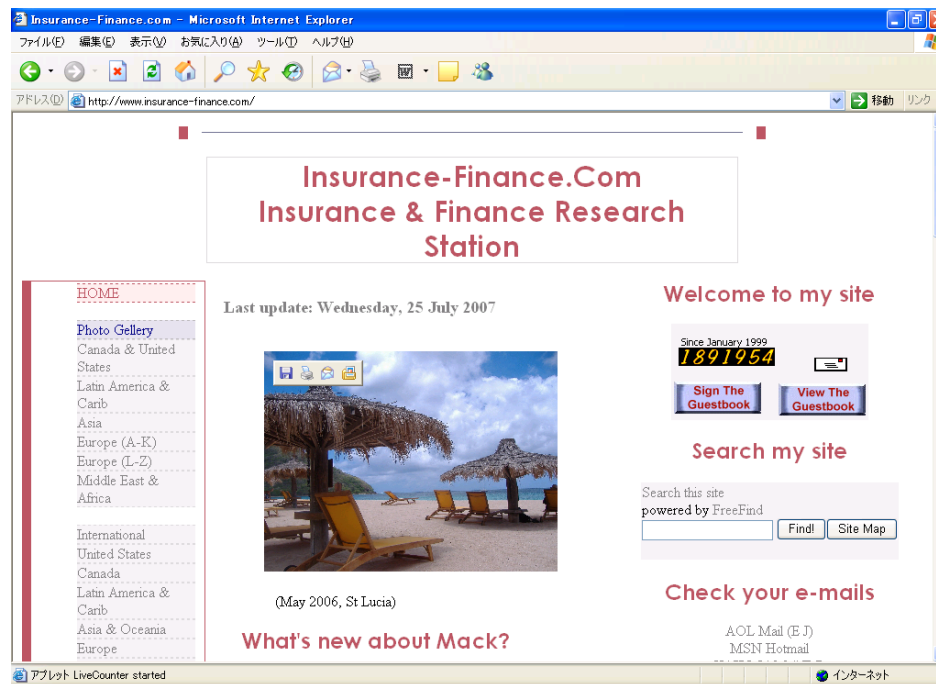 Insurance-Finance.com - Microsoft Internet Explorer
ファイル(F) 編集(E) 表示(V) お気に入り(A) ツール(T) ヘルプ(H)
アドレス(D) http://www.insurance-finance.com/ 移動 リンク
Insurance-Finance.Com
Insurance & Finance Research
Station
HOME
Photo Gellery
Canada & United
States
Latin America &
Carib
Asia
Europe (A-K)
Europe (L-Z)
Middle East &
Africa
International
United States
Canada
Latin America &
Carib
Asia & Oceania
Europe
Last update: Wednesday, 25 July 2007
(May 2006, St Lucia)
What's new about Mack?
Welcome to my site
Since January 1999
1891954
Sign The
Guestbook
View The
Guestbook
Search my site
Search this site
powered by FreeFind
Find! Site Map
Check your e-mails
AOL Mail (E J)
MSN Hotmail
アプレット LiveCounter started
インターネット